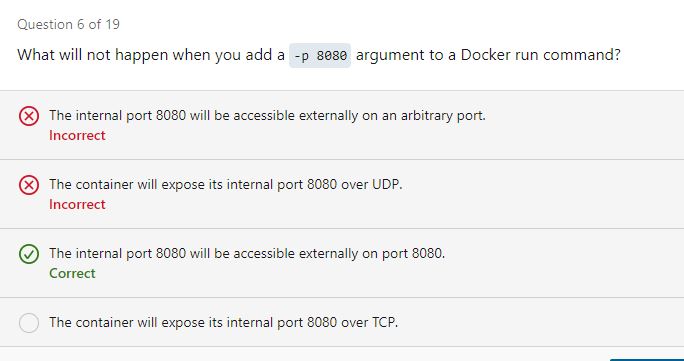 Question 6 of 19
What will not happen when you add a -p 8080 argument to a Docker run command?
The internal port 8080 will be accessible externally on an arbitrary port.
Incorrect
The container will expose its internal port 8080 over UDP.
Incorrect
The internal port 8080 will be accessible externally on port 8080.
Correct
The container will expose its internal port 8080 over TCP.